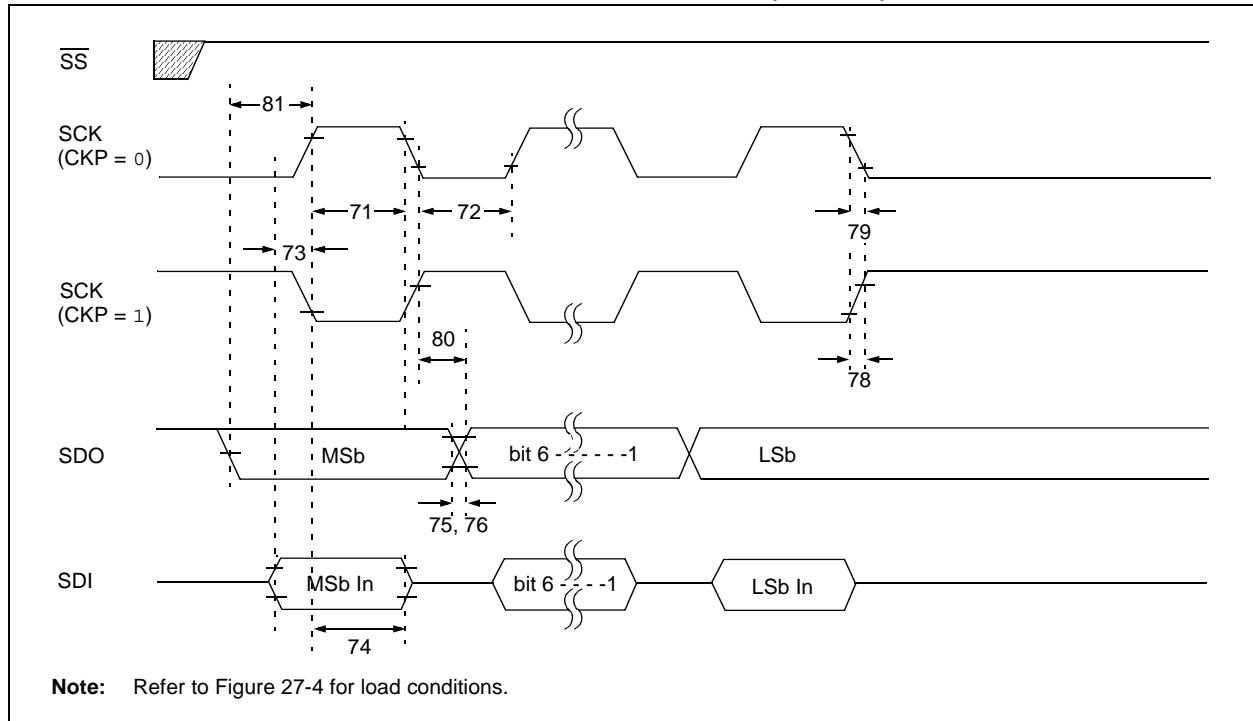 SS
81
SCK
(CKP = 0)
71
72
79
73
SCK
(CKP = 1)
80
78
SDO
MSb
bit 6 - - - - - -1
LSb
75, 76
SDI
MSb In
bit 6 - - - -1
LSb In
74
Note: Refer to Figure 27-4 for load conditions.